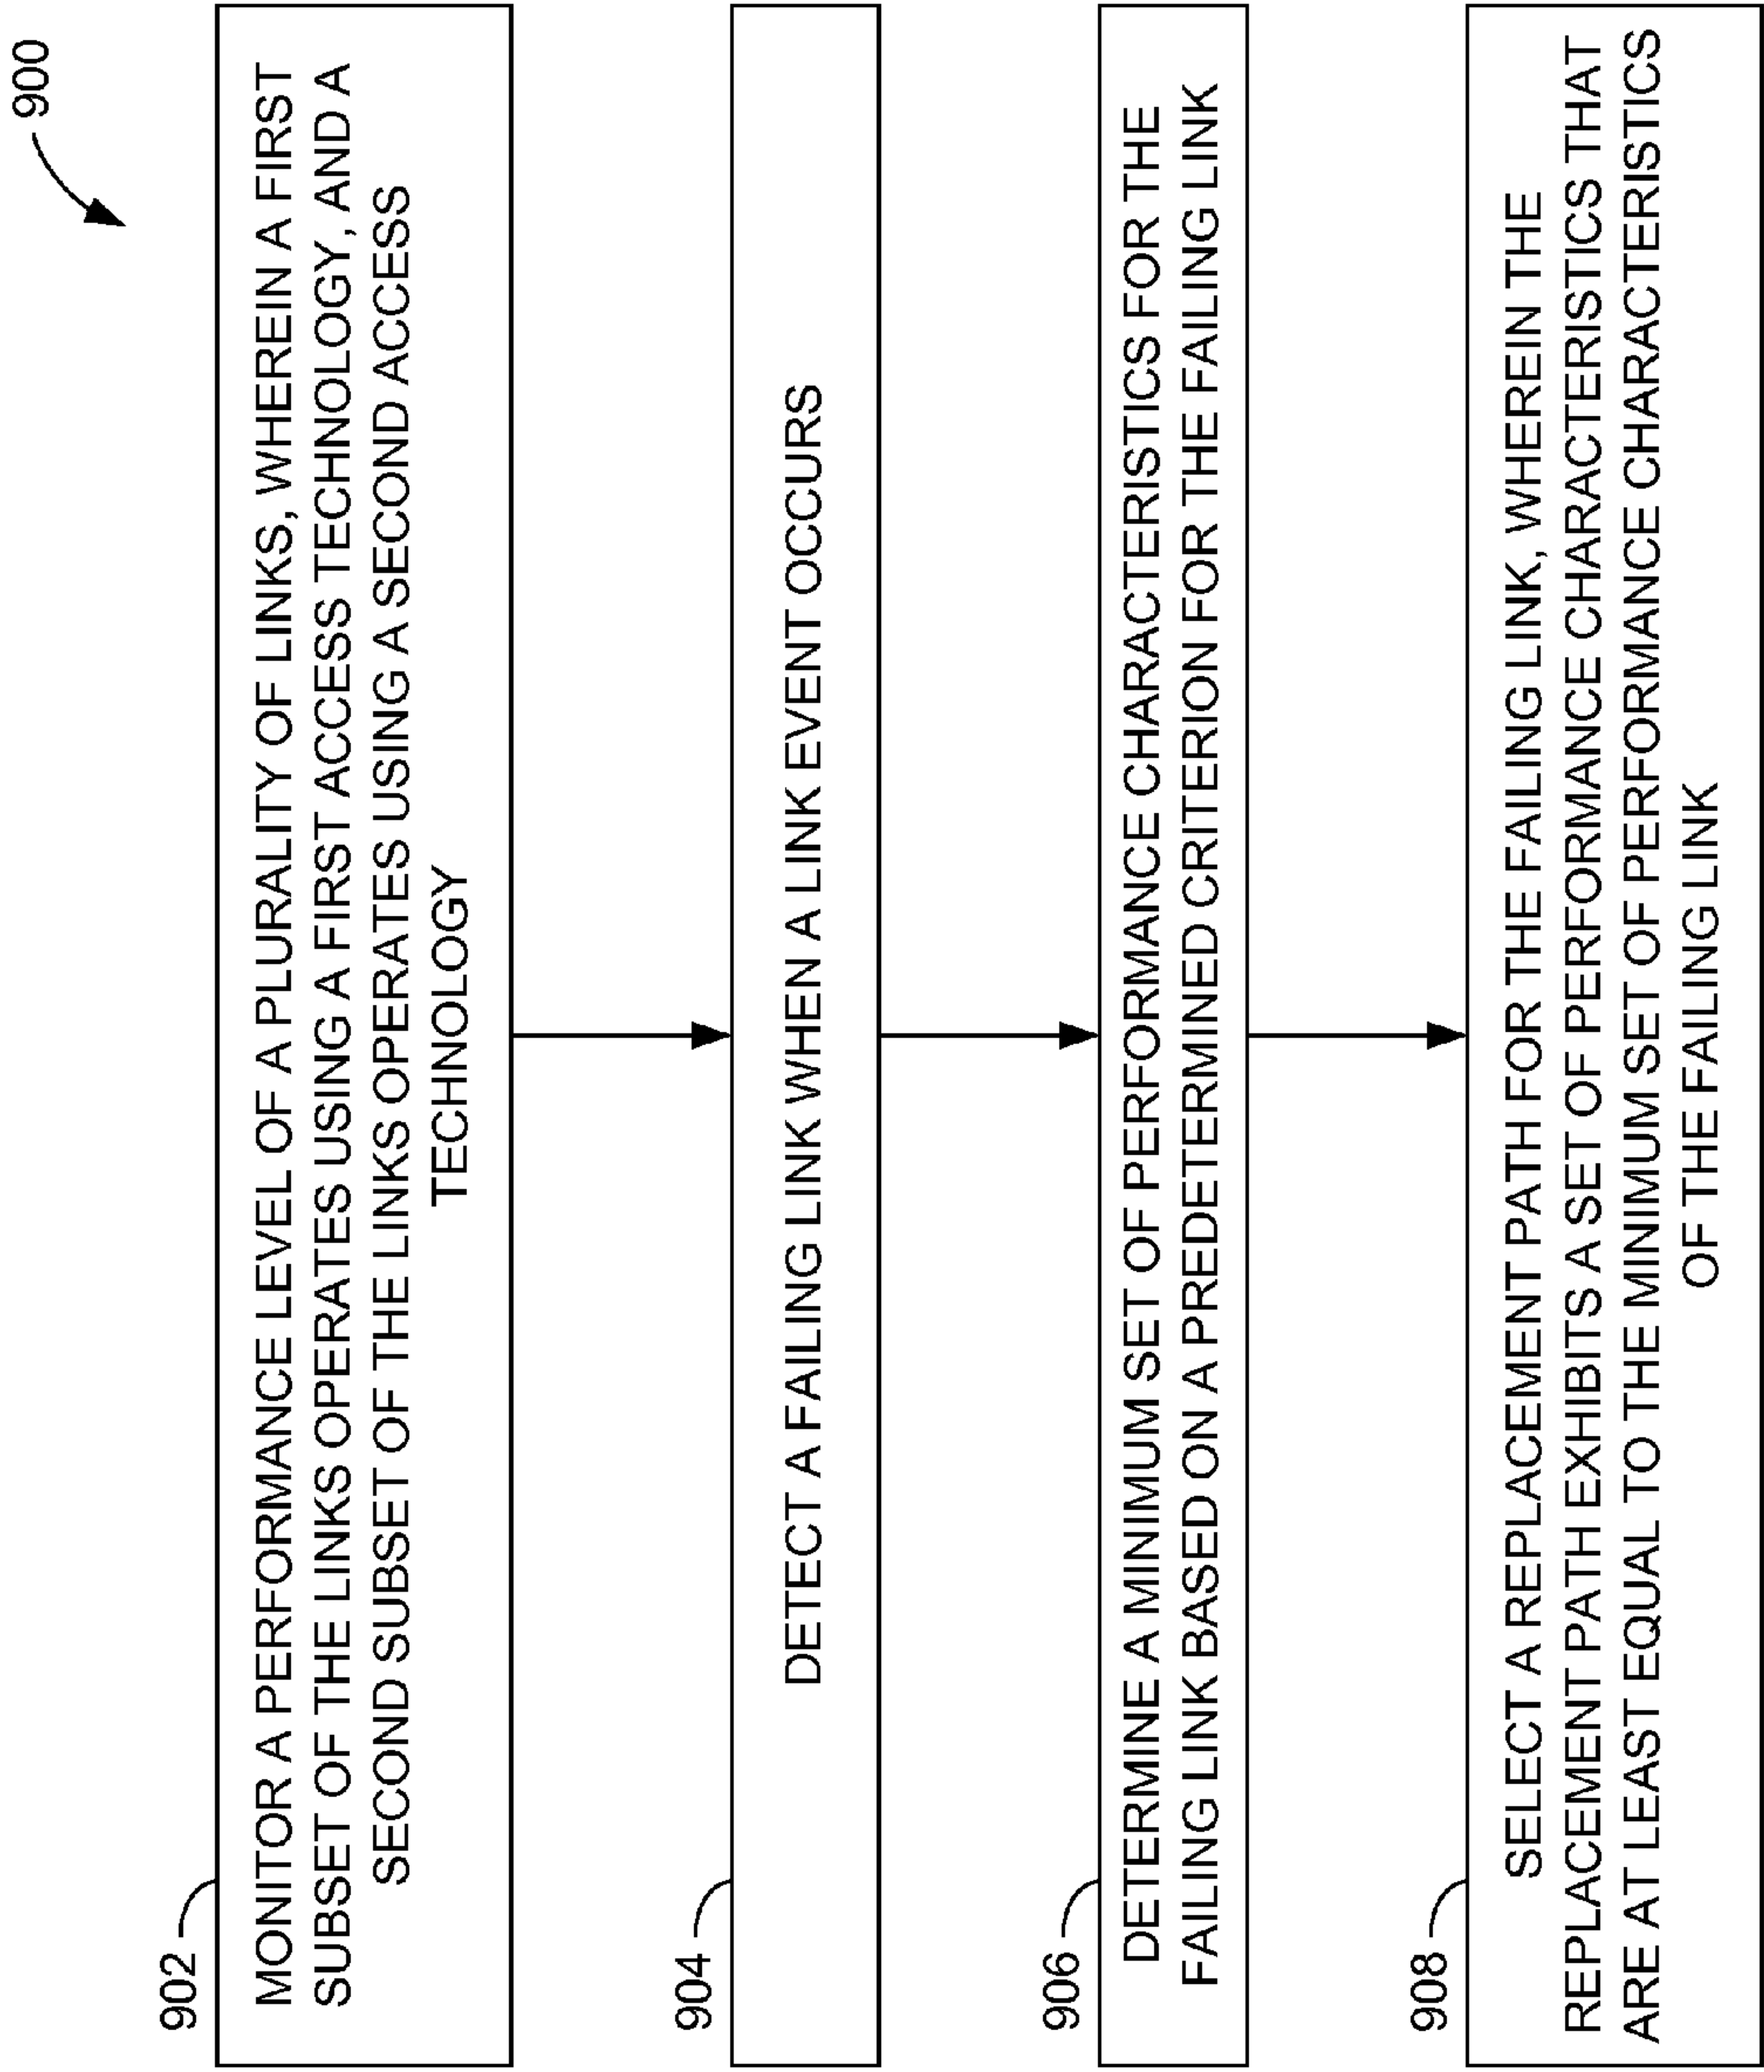 900
902
MONITOR A PERFORMANCE LEVEL OF A PLURALITY OF LINKS, WHEREIN A FIRST
SUBSET OF THE LINKS OPERATES USING A FIRST ACCESS TECHNOLOGY, AND A
SECOND SUBSET OF THE LINKS OPERATES USING A SECOND ACCESS
TECHNOLOGY
904
DETECT A FAILING LINK WHEN A LINK EVENT OCCURS
906
DETERMINE A MINIMUM SET OF PERFORMANCE CHARACTERISTICS FOR THE
FAILING LINK BASED ON A PREDETERMINED CRITERION FOR THE FAILING LINK
908
SELECT A REPLACEMENT PATH FOR THE FAILING LINK, WHEREIN THE
REPLACEMENT PATH EXHIBITS A SET OF PERFORMANCE CHARACTERISTICS THAT
ARE AT LEAST EQUAL TO THE MINIMUM SET OF PERFORMANCE CHARACTERISTICS
OF THE FAILING LINK